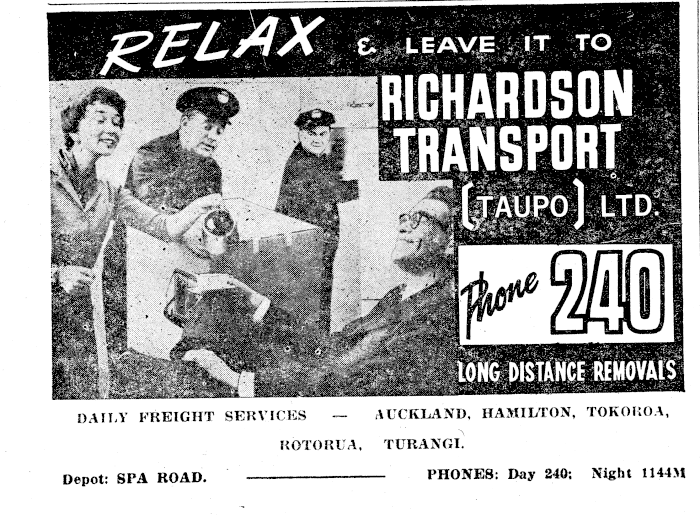 RELAX & LEAVE IT TO
RICHARDSON
TRANSPORT
[TAUPO] LTD.
Phone 240
LONG DISTANCE REMOVALS
DAILY FREIGHT SERVICES — AUCKLAND, HAMILTON, TOKOROA,
ROTORUA, TURANGI.
Depot: SPA ROAD. ———— PHONES: Day 240; Night 1144M